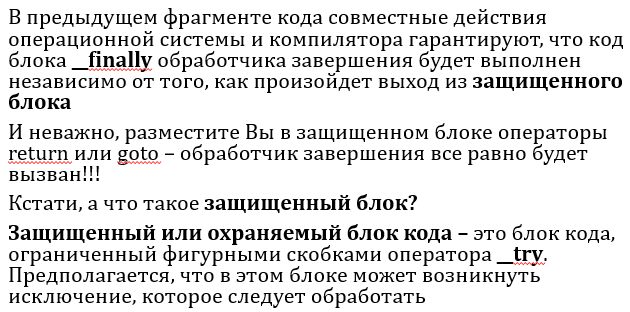 В предыдущем фрагменте кода совместные действия
операционной системы и компилятора гарантируют, что код
блока __finally обработчика завершения будет выполнен
независимо от того, как произойдет выход из защищенного
блока
И неважно, разместите Вы в защищенном блоке операторы
return или goto – обработчик завершения все равно будет
вызван!!!
Кстати, а что такое защищенный блок?
Защищенный или охраняемый блок кода – это блок кода,
ограниченный фигурными скобками оператора __try.
Предполагается, что в этом блоке может возникнуть
исключение, которое следует обработать